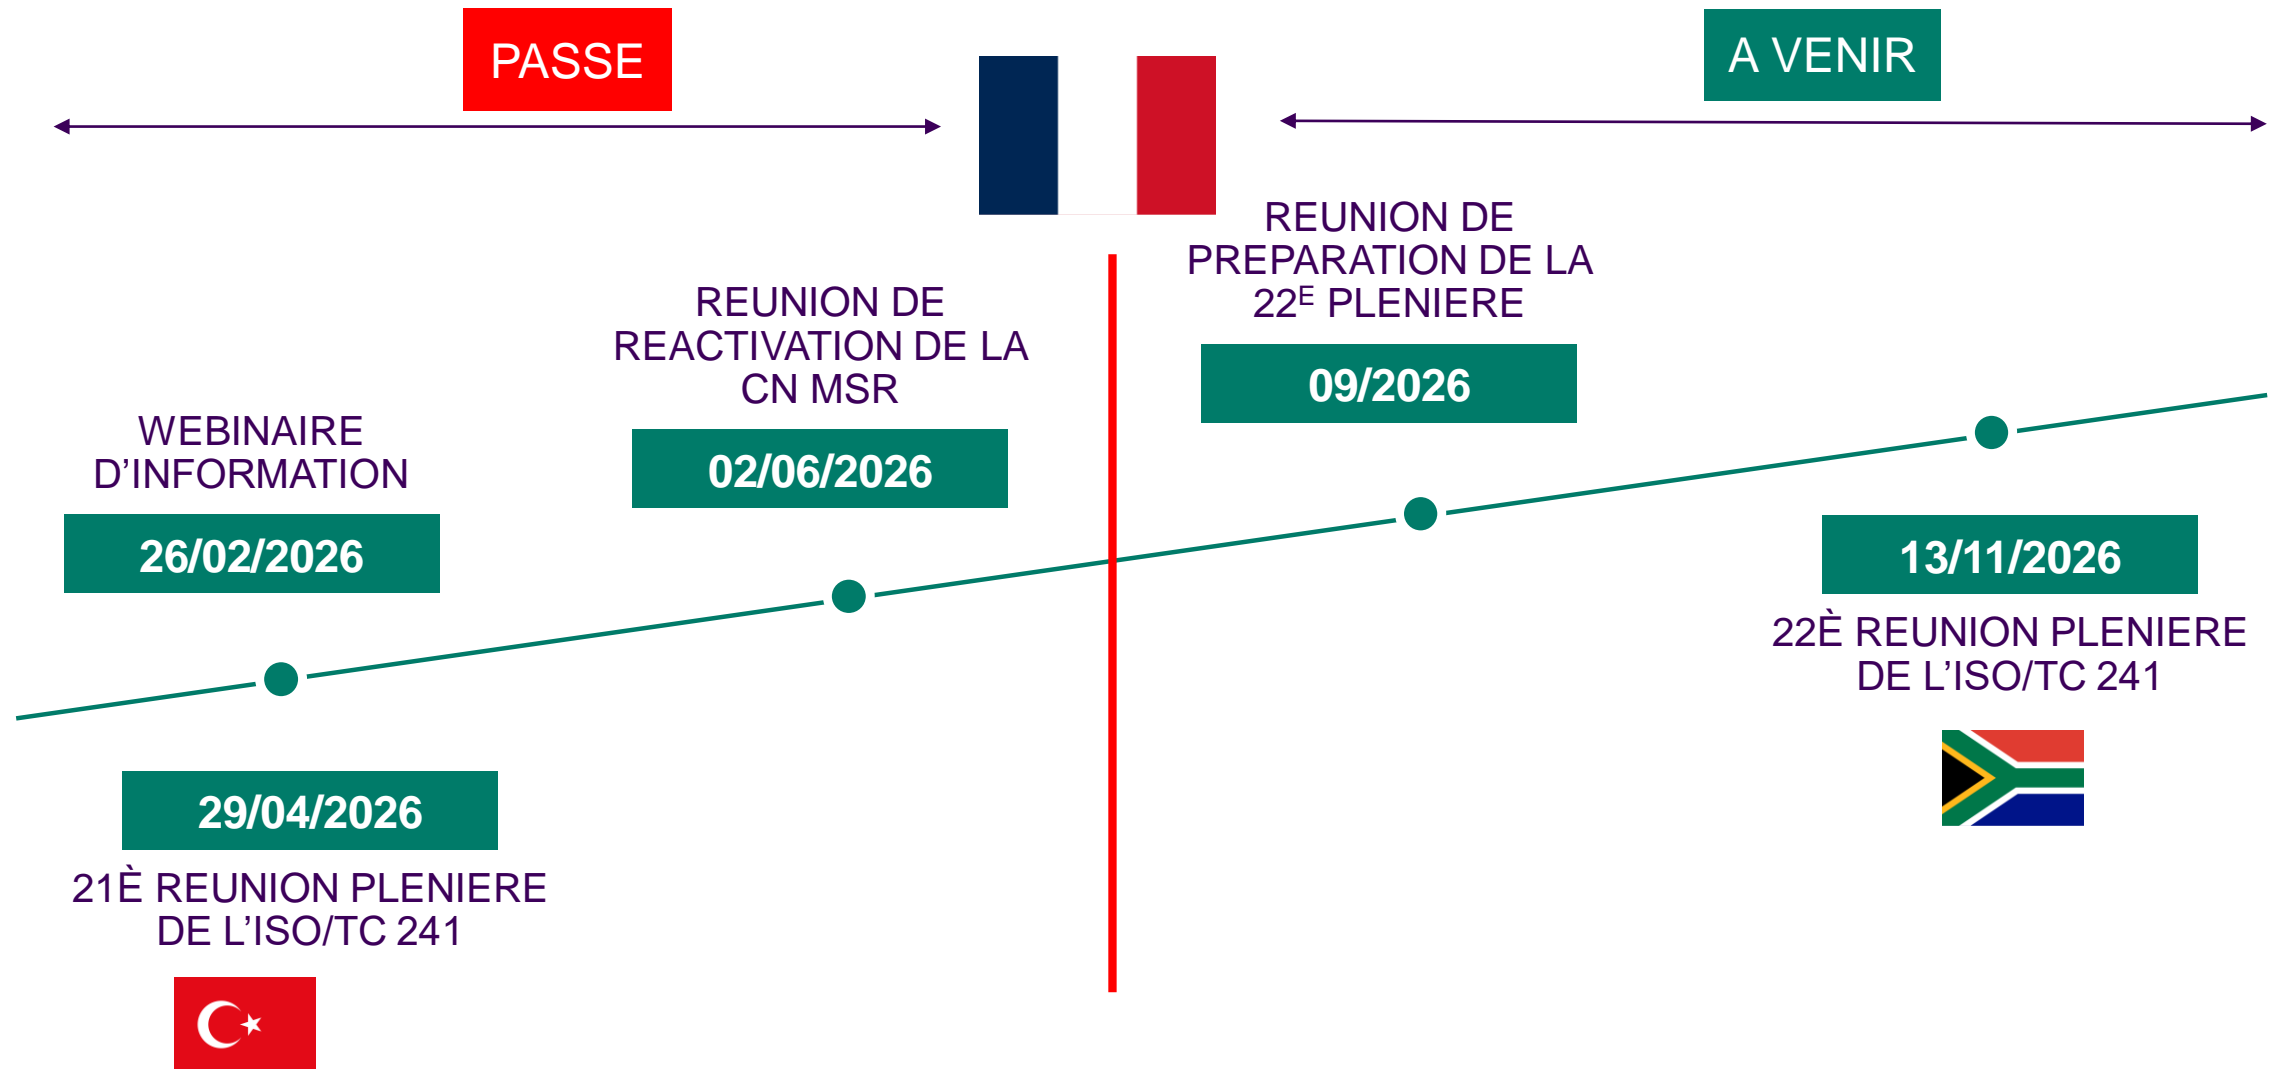 PASSE
A VENIR
WEBINAIRE
D’INFORMATION
26/02/2026
29/04/2026
21È REUNION PLENIERE
DE L’ISO/TC 241
REUNION DE
REACTIVATION DE LA
CN MSR
02/06/2026
REUNION DE
PREPARATION DE LA
22E PLENIERE
09/2026
13/11/2026
22È REUNION PLENIERE
DE L’ISO/TC 241